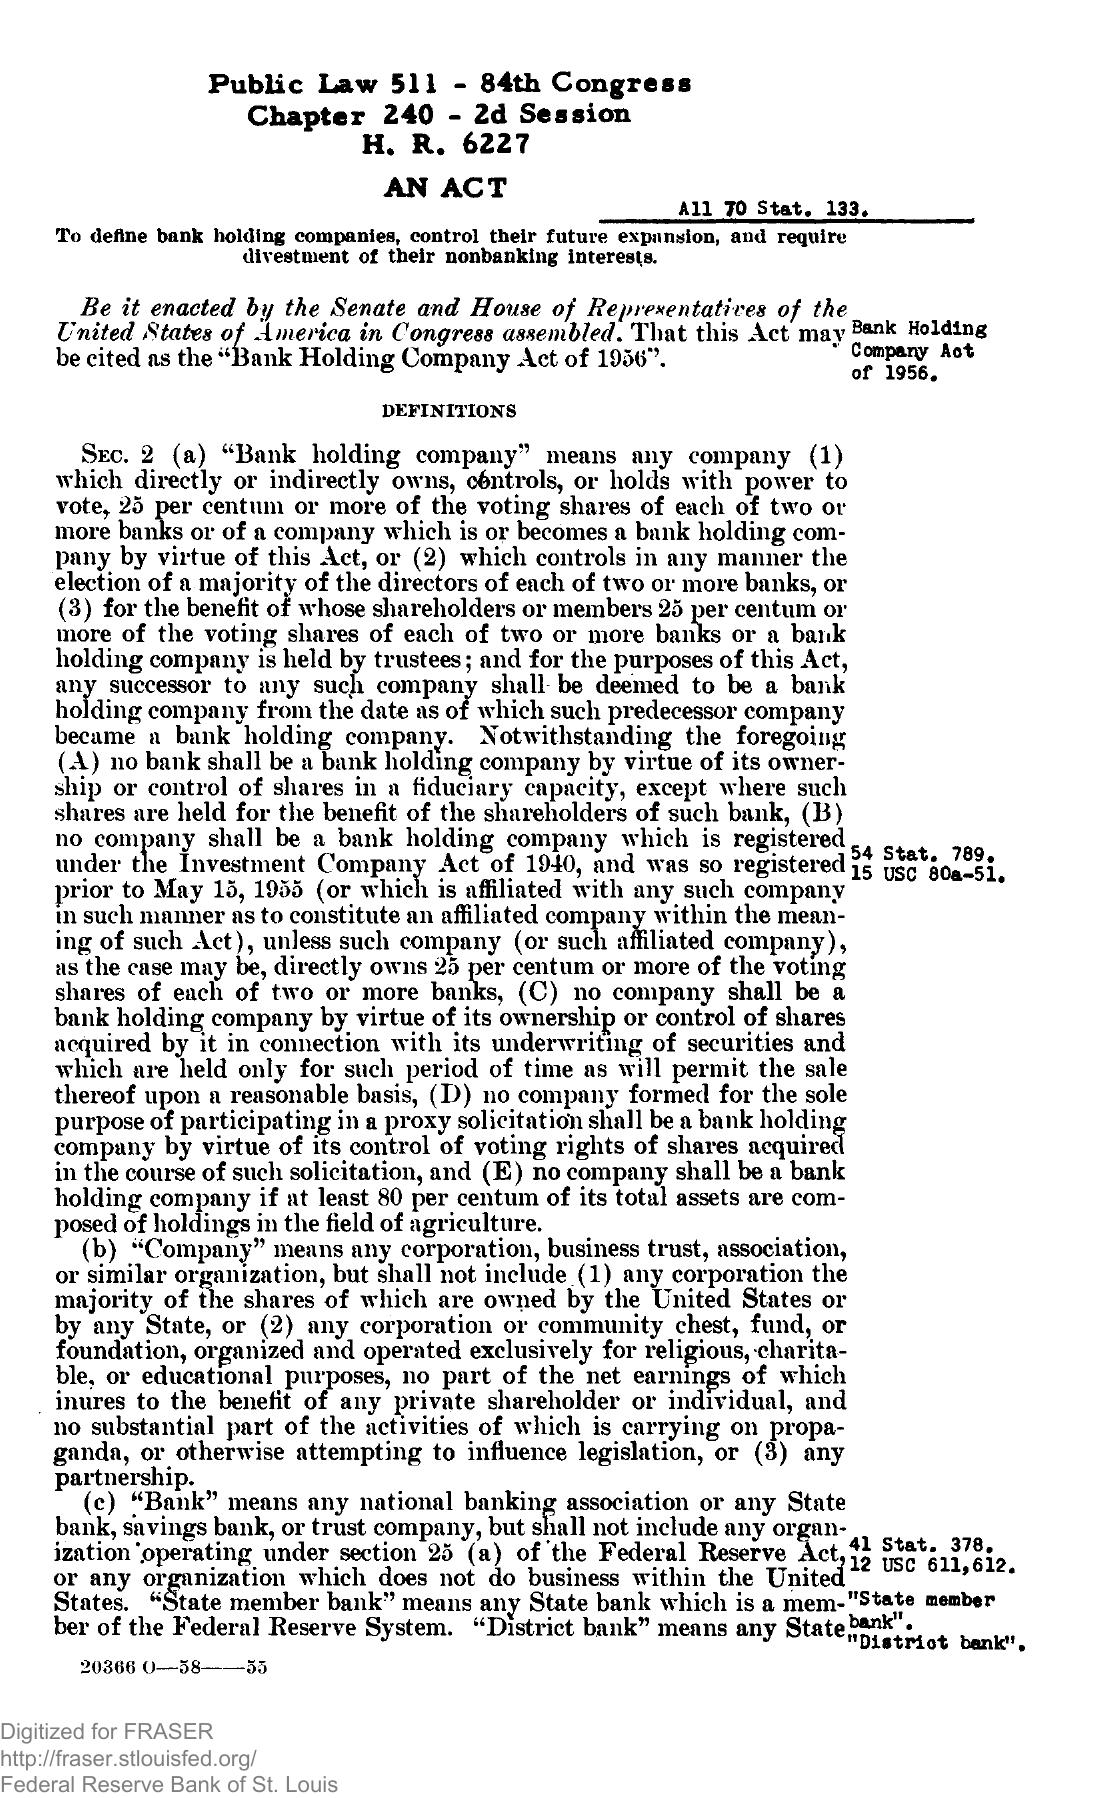 Public Law 511 - 84th Congress
Chapter 240 - 2d Session
H. R. 6227
AN ACT
All 70 Stat. 133.
To define bank holding companies, control their future expansion, and require
divestment of their nonbanking interests.
Be it enacted by the Senate and House of Representatives of the
United States of America in Congress assembled. That this Act may
be cited as the “Bank Holding Company Act of 1956”.
Bank Holding
Company Act
of 1956.
DEFINITIONS
SEC. 2 (a) “Bank holding company” means any company (1)
which directly or indirectly owns, controls, or holds with power to
vote, 25 per centum or more of the voting shares of each of two or
more banks or of a company which is or becomes a bank holding com-
pany by virtue of this Act, or (2) which controls in any manner the
election of a majority of the directors of each of two or more banks, or
(3) for the benefit of whose shareholders or members 25 per centum or
more of the voting shares of each of two or more banks or a bank
holding company is held by trustees; and for the purposes of this Act,
any successor to any such company shall be deemed to be a bank
holding company from the date as of which such predecessor company
became a bank holding company. Notwithstanding the foregoing
(A) no bank shall be a bank holding company by virtue of its owner-
ship or control of shares in a fiduciary capacity, except where such
shares are held for the benefit of the shareholders of such bank, (B)
no company shall be a bank holding company which is registered
under the Investment Company Act of 1940, and was so registered
prior to May 15, 1955 (or which is affiliated with any such company
in such manner as to constitute an affiliated company within the mean-
ing of such Act), unless such company (or such affiliated company),
as the case may be, directly owns 25 per centum or more of the voting
shares of each of two or more banks, (C) no company shall be a
bank holding company by virtue of its ownership or control of shares
acquired by it in connection with its underwriting of securities and
which are held only for such period of time as will permit the sale
thereof upon a reasonable basis, (D) no company formed for the sole
purpose of participating in a proxy solicitation shall be a bank holding
company by virtue of its control of voting rights of shares acquired
in the course of such solicitation, and (E) no company shall be a bank
holding company if at least 80 per centum of its total assets are com-
posed of holdings in the field of agriculture.
54 Stat. 789.
15 USC 80a-51.
(b) “Company” means any corporation, business trust, association,
or similar organization, but shall not include (1) any corporation the
majority of the shares of which are owned by the United States or
by any State, or (2) any corporation or community chest, fund, or
foundation, organized and operated exclusively for religious, charita-
ble, or educational purposes, no part of the net earnings of which
inures to the benefit of any private shareholder or individual, and
no substantial part of the activities of which is carrying on propa-
ganda, or otherwise attempting to influence legislation, or (3) any
partnership.
(c) “Bank” means any national banking association or any State
bank, savings bank, or trust company, but shall not include any organ-
ization operating under section 25 (a) of the Federal Reserve Act,
or any organization which does not do business within the United
States. “State member bank” means any State bank which is a mem-
ber of the Federal Reserve System. “District bank” means any State
41 Stat. 378.
12 USC 611,612.
"State member
bank".
"District bank".
20366 O—58——55
Digitized for FRASER
http://fraser.stlouisfed.org/
Federal Reserve Bank of St. Louis